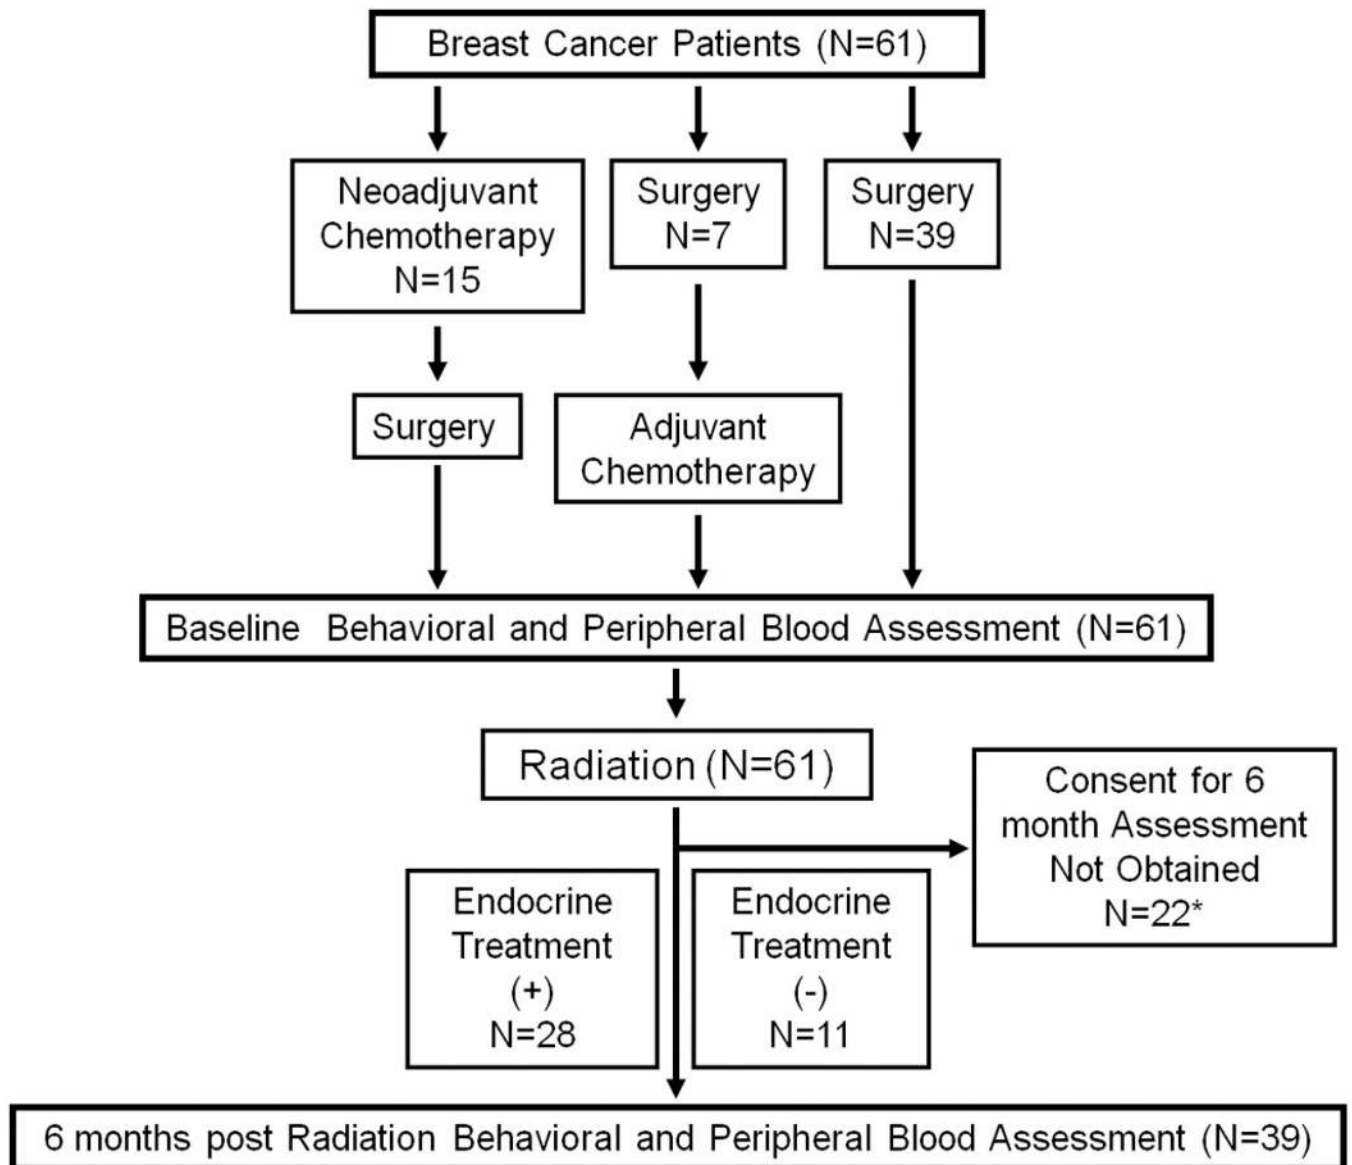 Breast Cancer Patients (N=61)
Neoadjuvant
Chemotherapy
N=15
Surgery
N=7
Surgery
N=39
Surgery
Adjuvant
Chemotherapy
Baseline Behavioral and Peripheral Blood Assessment (N=61)
Radiation (N=61)
Consent for 6
month Assessment
Not Obtained
N=22*
Endocrine
Treatment
(+)
N=28
Endocrine
Treatment
(-)
N=11
6 months post Radiation Behavioral and Peripheral Blood Assessment (N=39)